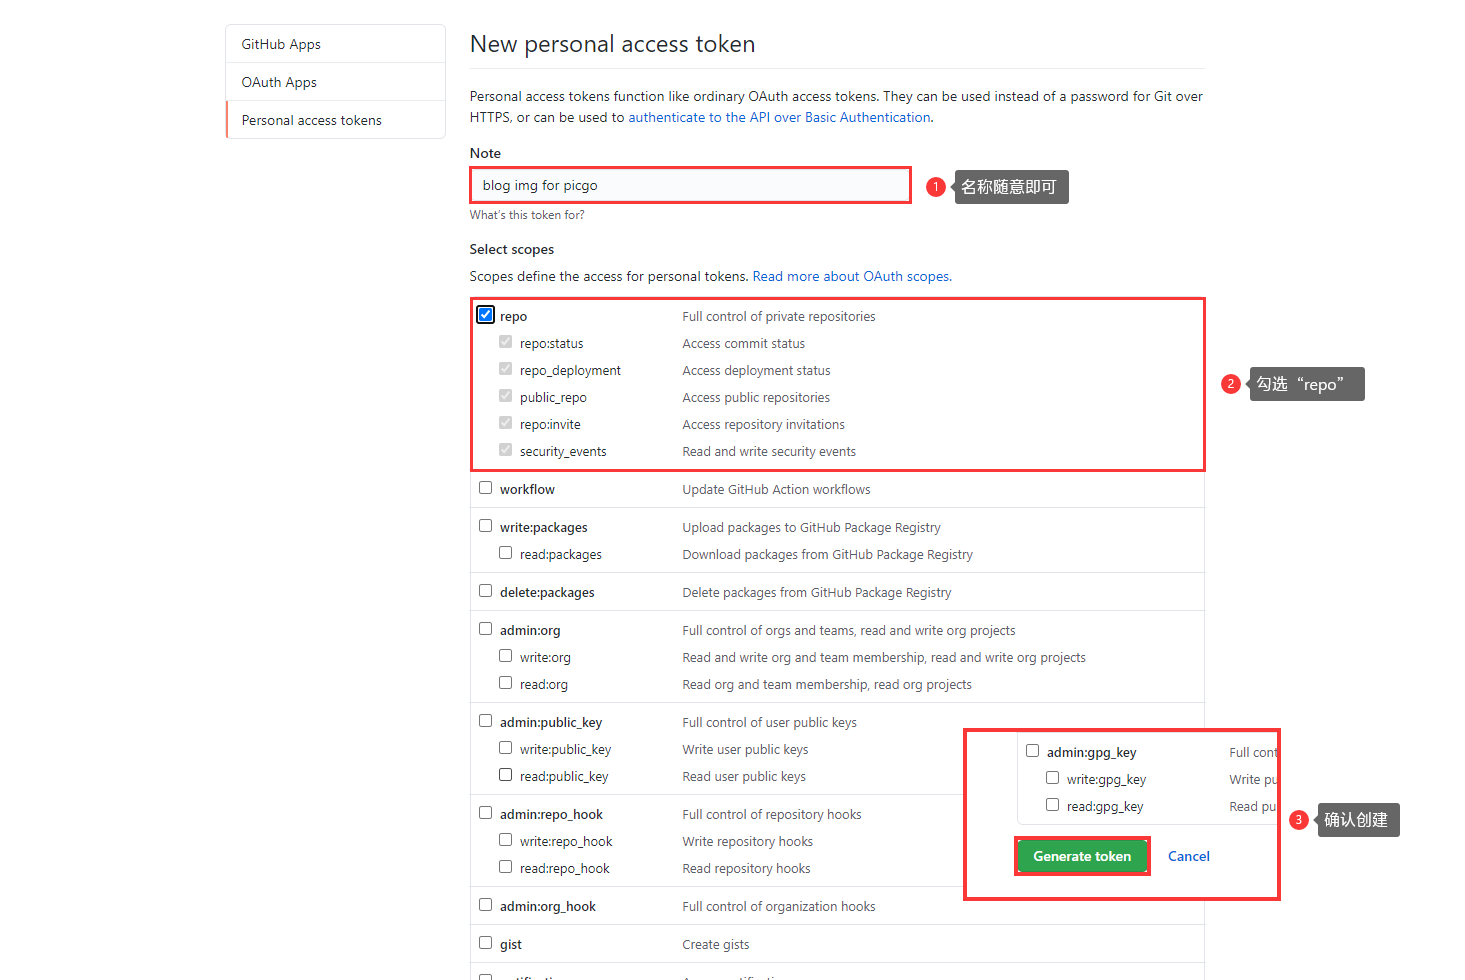 GitHub Apps
OAuth Apps
Personal access tokens
New personal access token
Personal access tokens function like ordinary OAuth access tokens. They can be used instead of a password for Git over
HTTPS, or can be used to authenticate to the API over Basic Authentication.
Note
blog img for picgo
1 名称随意即可
What's this token for?
Select scopes
Scopes define the access for personal tokens. Read more about OAuth scopes.
repo Full control of private repositories
repo:status Access commit status
repo_deployment Access deployment status
public_repo Access public repositories
repo:invite Access repository invitations
security_events Read and write security events
2 勾选“repo”
workflow Update GitHub Action workflows
write:packages Upload packages to GitHub Package Registry
read:packages Download packages from GitHub Package Registry
delete:packages Delete packages from GitHub Package Registry
admin:org Full control of orgs and teams, read and write org projects
write:org Read and write org and team membership, read and write org projects
read:org Read org and team membership, read org projects
admin:public_key Full control of user public keys
write:public_key Write user public keys
read:public_key Read user public keys
admin:repo_hook Full control of repository hooks
write:repo_hook Write repository hooks
read:repo_hook Read repository hooks
admin:org_hook Full control of organization hooks
gist Create gists
admin:gpg_key Full cont
write:gpg_key Write pu
read:gpg_key Read pu
Generate token Cancel
3 确认创建